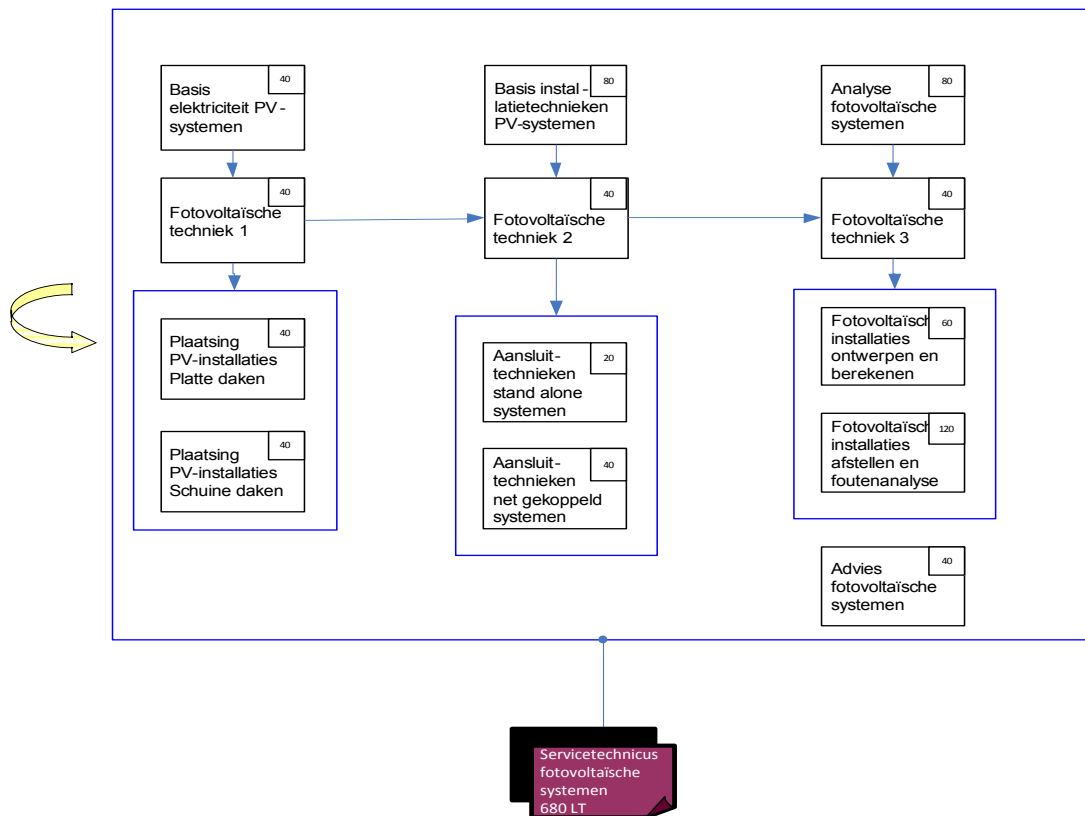 40
Basis
elektriciteit PV -
systemen
80
Basis instal -
latietechnieken
PV-systemen
80
Analyse
fotovoltaïsche
systemen
40
Fotovoltaïsche
techniek 1
40
Fotovoltaïsche
techniek 2
40
Fotovoltaïsche
techniek 3
40
Plaatsing
PV-installaties
Platte daken
40
Plaatsing
PV-installaties
Schuine daken
20
Aansluit-
technieken
stand alone
systemen
40
Aansluit-
technieken
net gekoppeld
systemen
60
Fotovoltaïsch
installaties
ontwerpen en
berekenen
120
Fotovoltaïsch
installaties
afstellen en
foutenanalyse
40
Advies
fotovoltaïsche
systemen
Servicetechnicus
fotovoltaïsche
systemen
680 LT